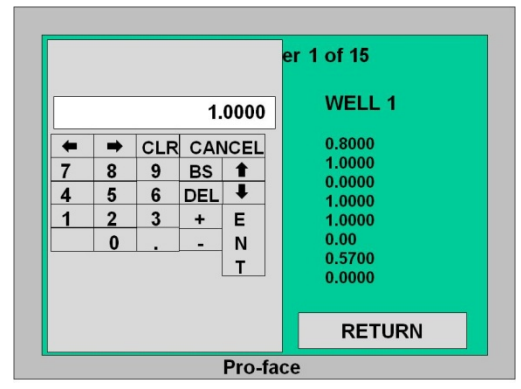 er 1 of 15
WELL 1
1.0000
← → CLR CANCEL
7 8 9 BS ↑
4 5 6 DEL ↓
1 2 3 + E
0 . - N
T
0.8000
1.0000
0.0000
1.0000
1.0000
0.00
0.5700
0.0000
RETURN
Pro-face